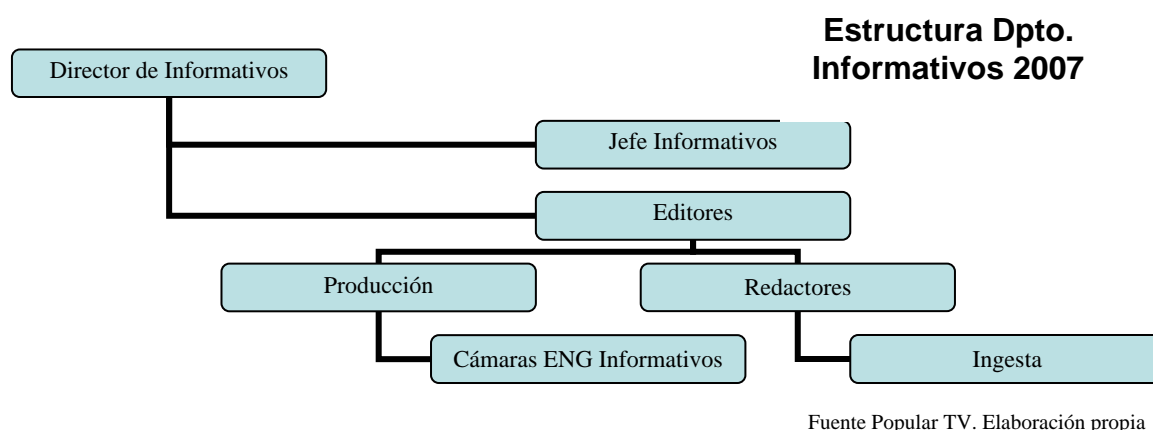 Estructura Dpto.
Informativos 2007
Director de Informativos
Jefe Informativos
Editores
Producción
Redactores
Cámaras ENG Informativos
Ingesta
Fuente Popular TV. Elaboración propia